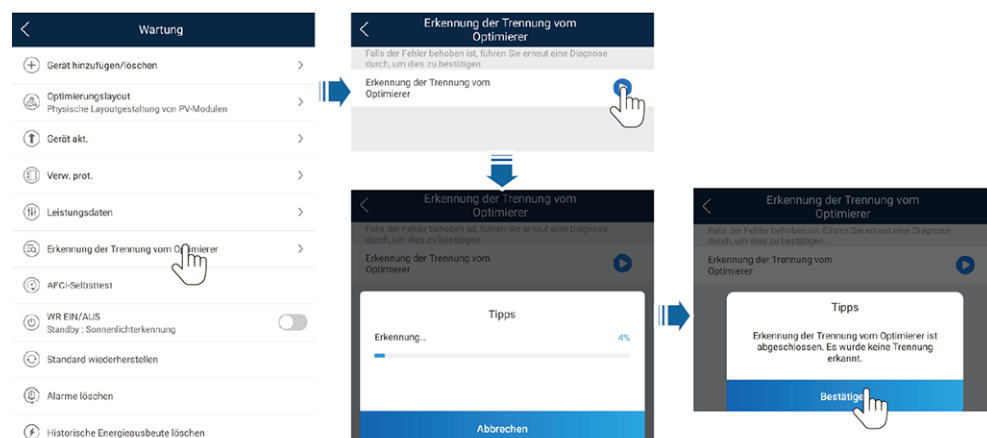 Wartung
Gerät hinzufügen/löschen
Optimierungslayout
Physische Layoutgestaltung von PV-Modulen
Gerät akt.
Verw. prot.
Leistungsdaten
Erkennung der Trennung vom Optimierer
AFCI-Selbsttest
WR EIN/AUS
Standby : Sonnenlichterkennung
Standard wiederherstellen
Alarme löschen
Historische Energieausbeute löschen
Erkennung der Trennung vom
Optimierer
Falls der Fehler behoben ist, führen Sie erneut eine Diagnose
durch, um dies zu bestätigen.
Erkennung der Trennung vom
Optimierer
Erkennung der Trennung vom
Optimierer
Falls der Fehler behoben ist, führen Sie erneut eine Diagnose
durch, um dies zu bestätigen.
Erkennung der Trennung vom
Optimierer
Tipps
Erkennung... 4%
Abbrechen
Erkennung der Trennung vom
Optimierer
Falls der Fehler behoben ist, führen Sie erneut eine Diagnose
durch, um dies zu bestätigen.
Erkennung der Trennung vom
Optimierer
Tipps
Erkennung der Trennung vom Optimierer ist
abgeschlossen. Es wurde keine Trennung
erkannt.
Bestätige